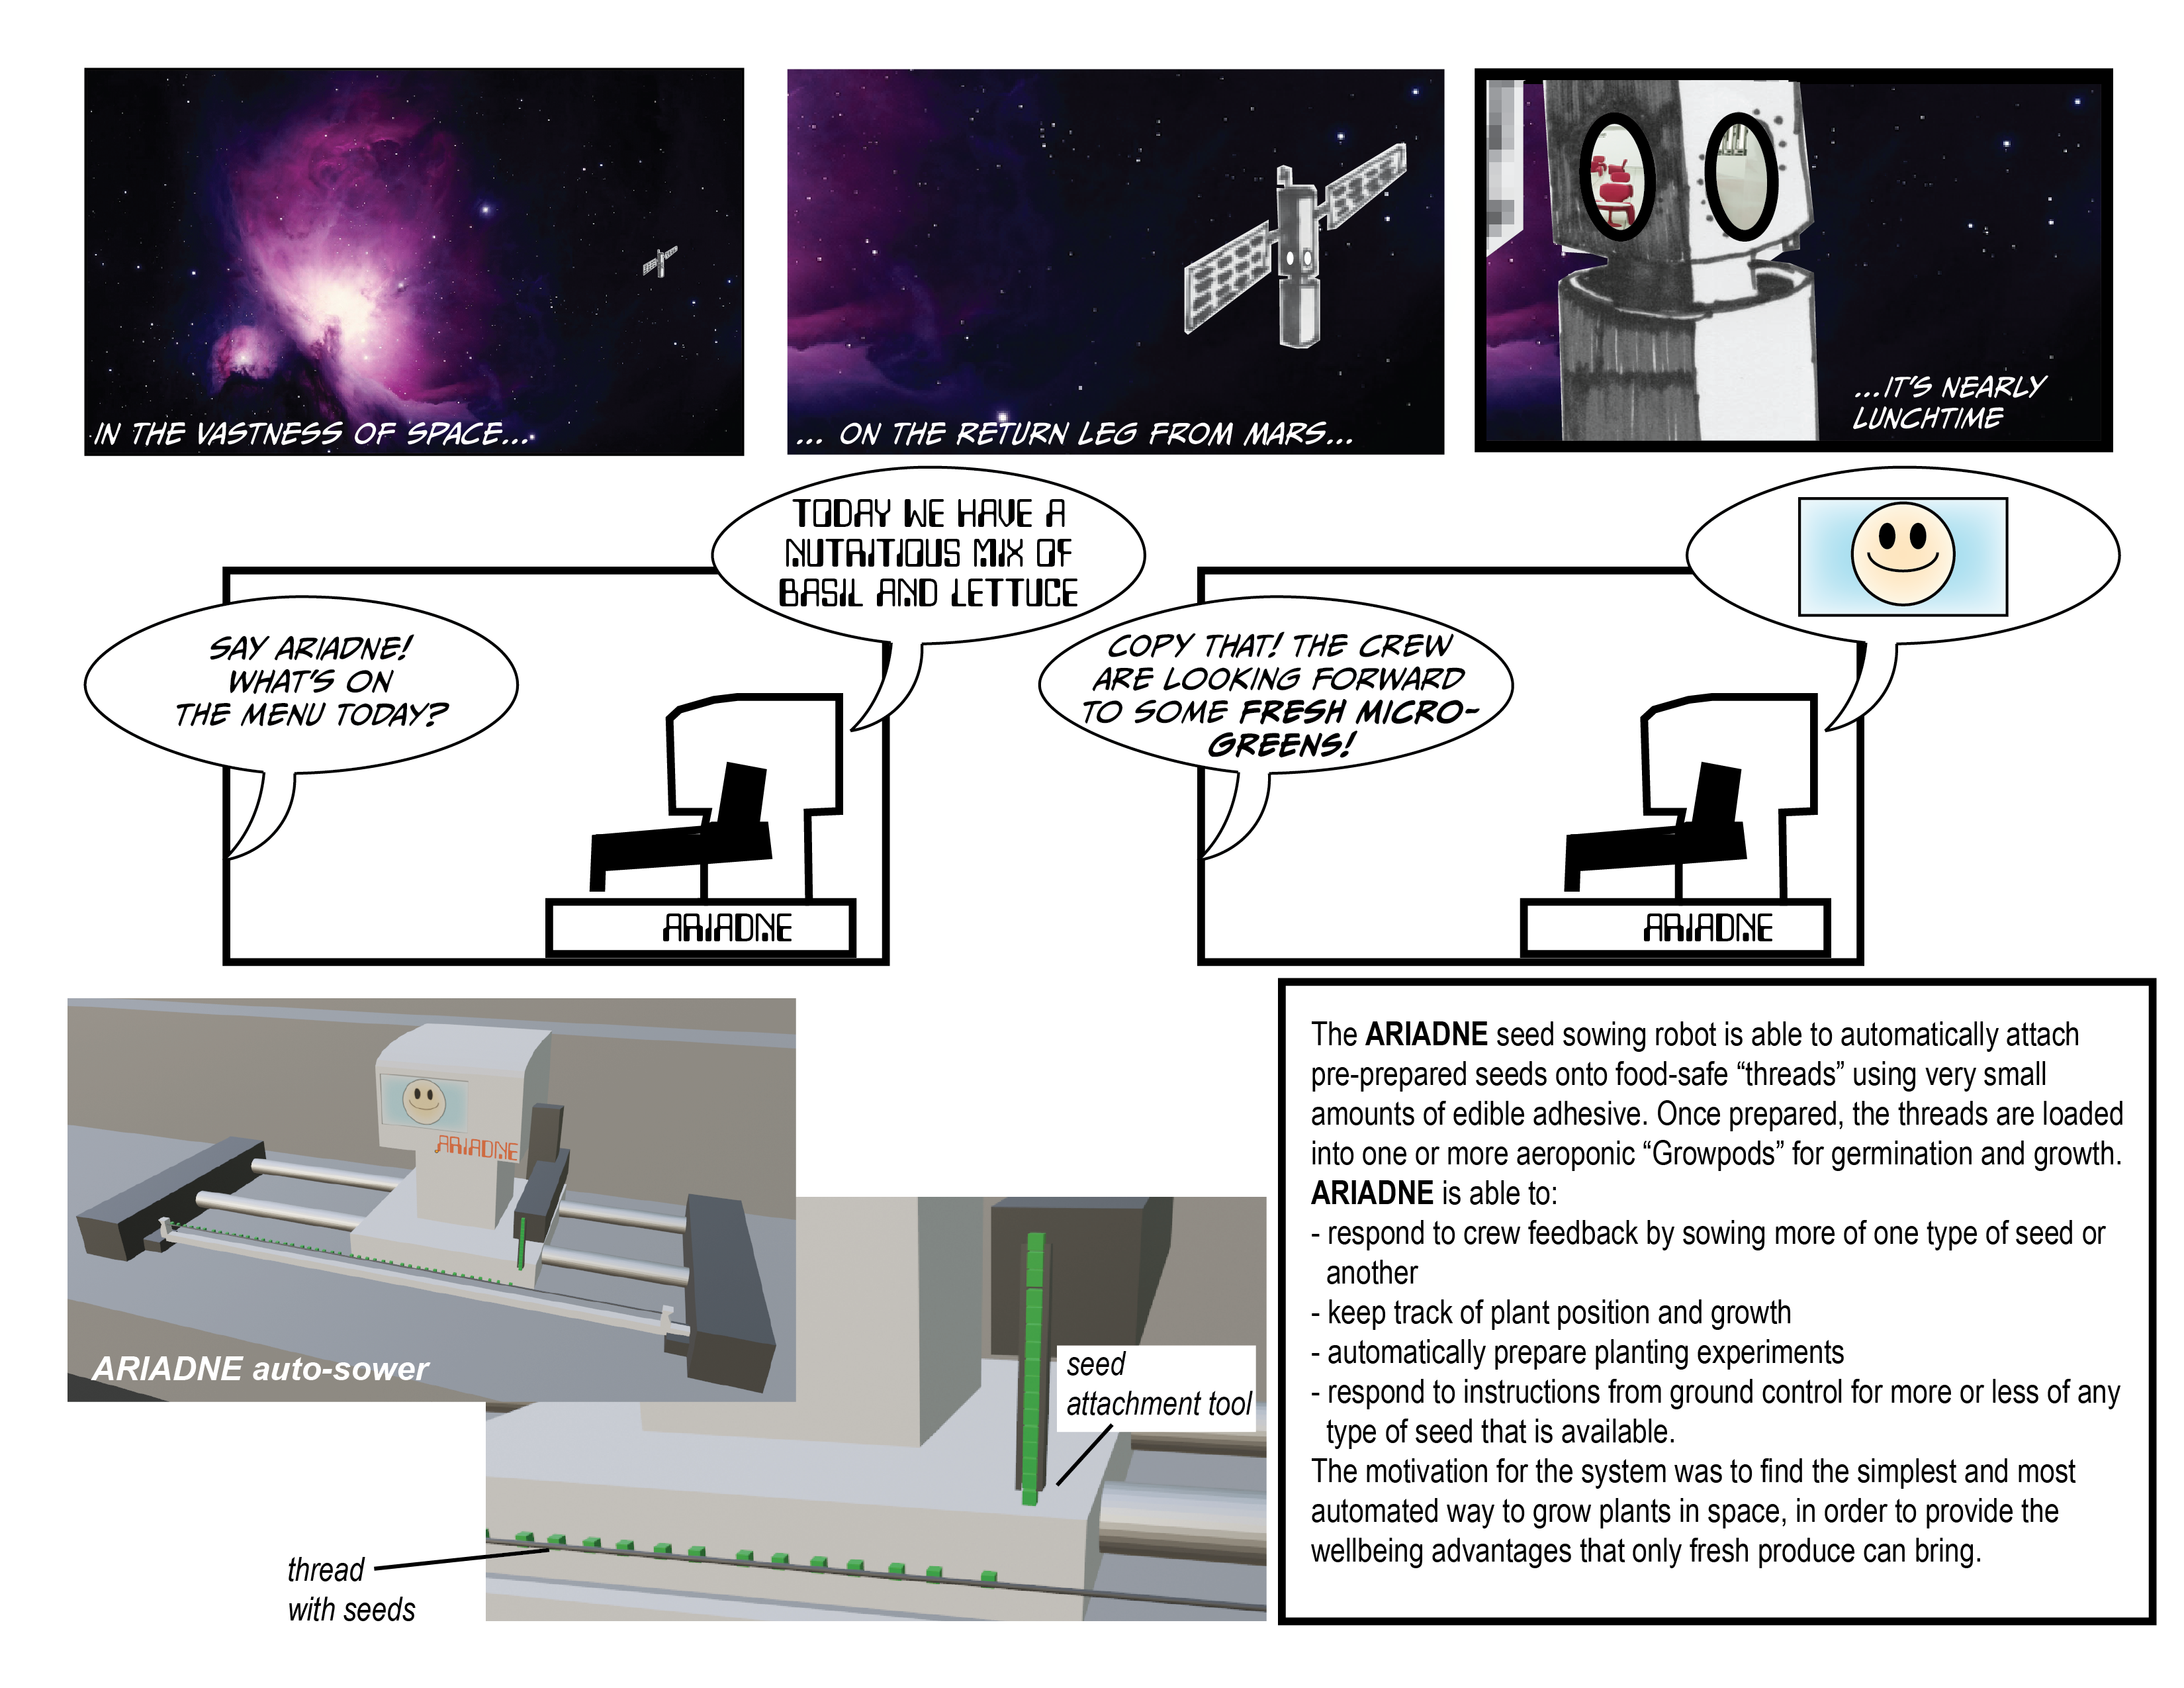 IN THE VASTNESS OF SPACE...
... ON THE RETURN LEG FROM MARS...
...IT'S NEARLY
LUNCHTIME
SAY ARIADNE!
WHAT'S ON
THE MENU TODAY?
TODAY WE HAVE A
NUTRITIOUS MIX OF
BASIL AND LETTUCE
ARIADNE
COPY THAT! THE CREW
ARE LOOKING FORWARD
TO SOME FRESH MICRO-
GREENS!
ARIADNE
ARIADNE
ARIADNE auto-sower
seed
attachment tool
thread
with seeds
The ARIADNE seed sowing robot is able to automatically attach
pre-prepared seeds onto food-safe “threads” using very small
amounts of edible adhesive. Once prepared, the threads are loaded
into one or more aeroponic “Growpods” for germination and growth.
ARIADNE is able to:
- respond to crew feedback by sowing more of one type of seed or
another
- keep track of plant position and growth
- automatically prepare planting experiments
- respond to instructions from ground control for more or less of any
type of seed that is available.
The motivation for the system was to find the simplest and most
automated way to grow plants in space, in order to provide the
wellbeing advantages that only fresh produce can bring.